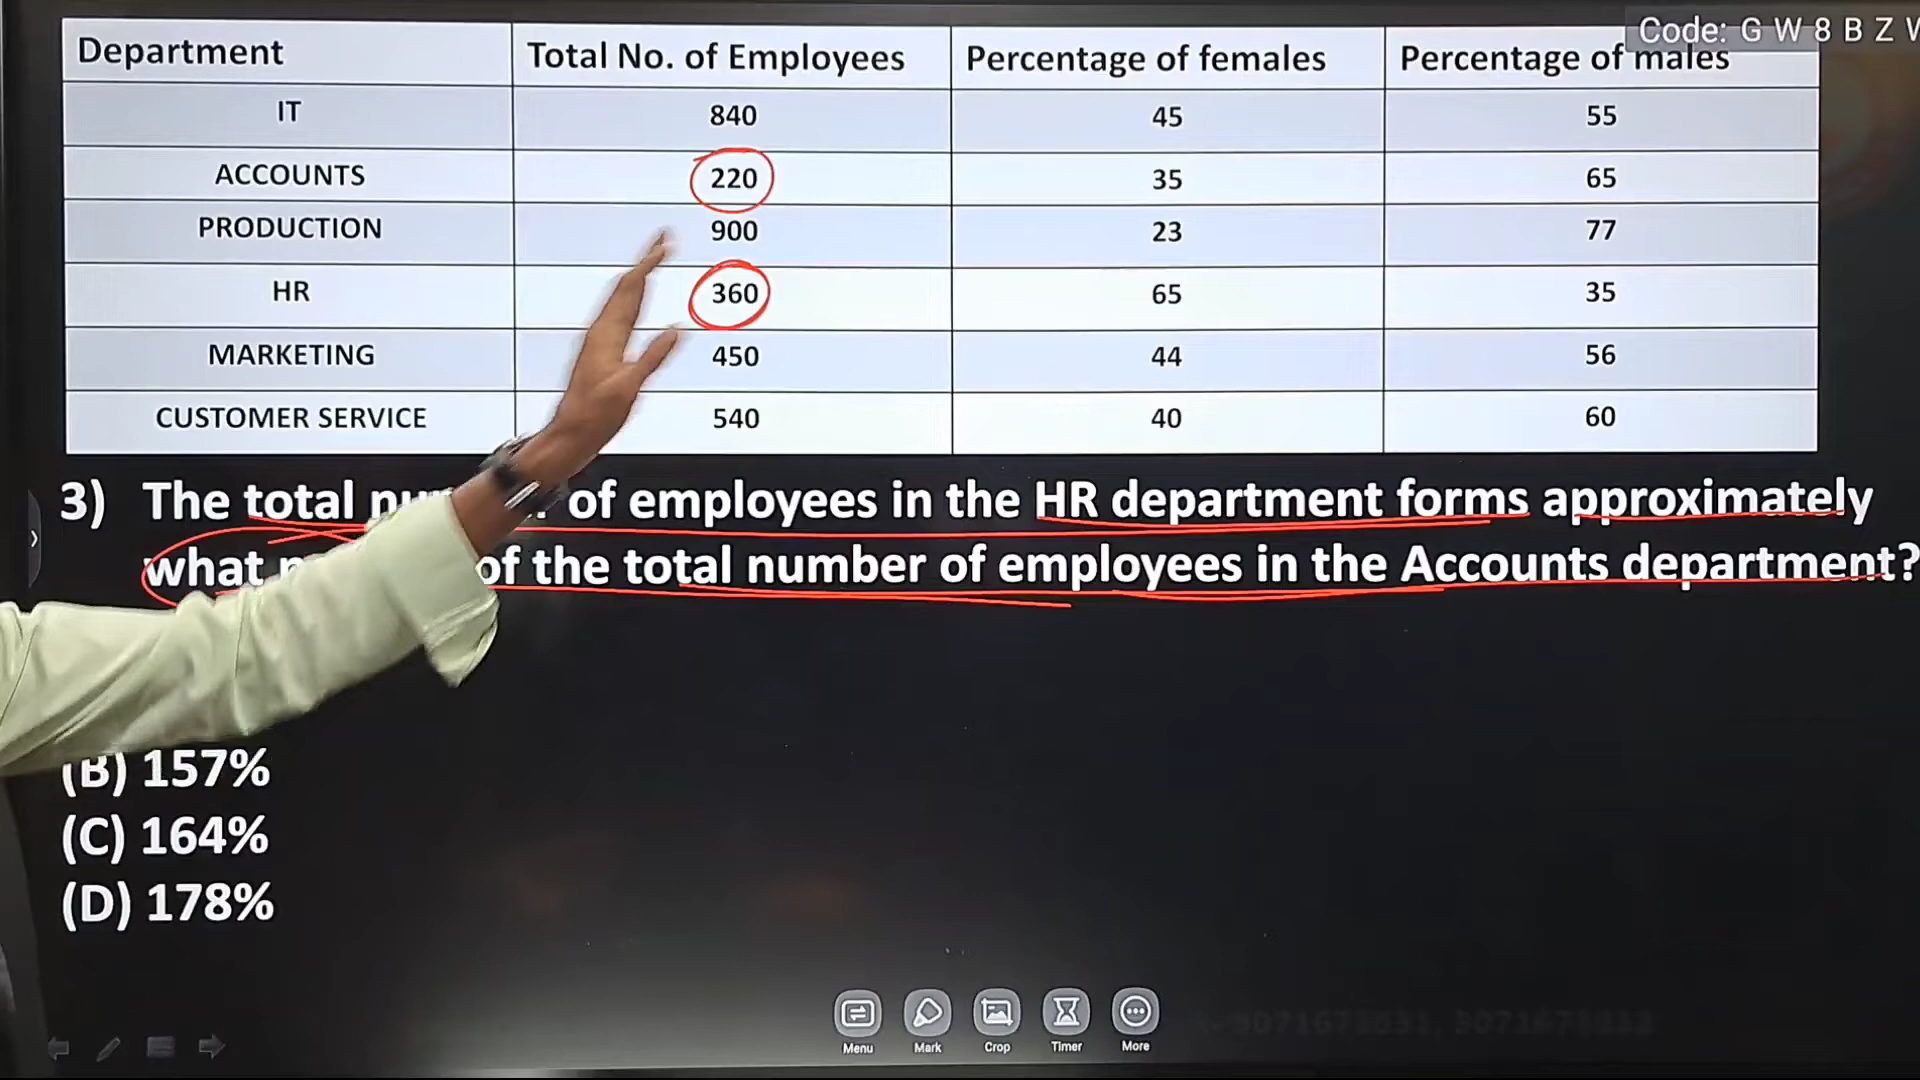 Code: G W 8 B Z
Department Total No. of Employees Percentage of females Percentage of males
IT 840 45 55
ACCOUNTS 220 35 65
PRODUCTION 900 23 77
HR 360 65 35
MARKETING 450 44 56
CUSTOMER SERVICE 540 40 60
3) The total of employees in the HR department forms approximately
what of the total number of employees in the Accounts department?
(B) 157%
(C) 164%
(D) 178%
Menu Mark Crop Timer More